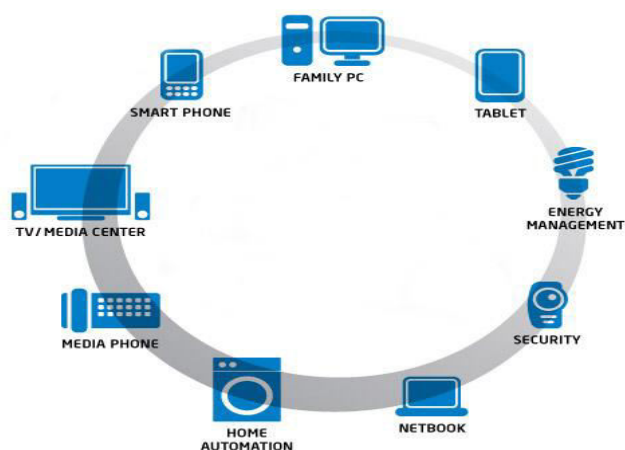 FAMILY PC
SMART PHONE
TABLET
TV/MEDIA CENTER
ENERGY
MANAGEMENT
MEDIA PHONE
SECURITY
HOME
AUTOMATION
NETBOOK